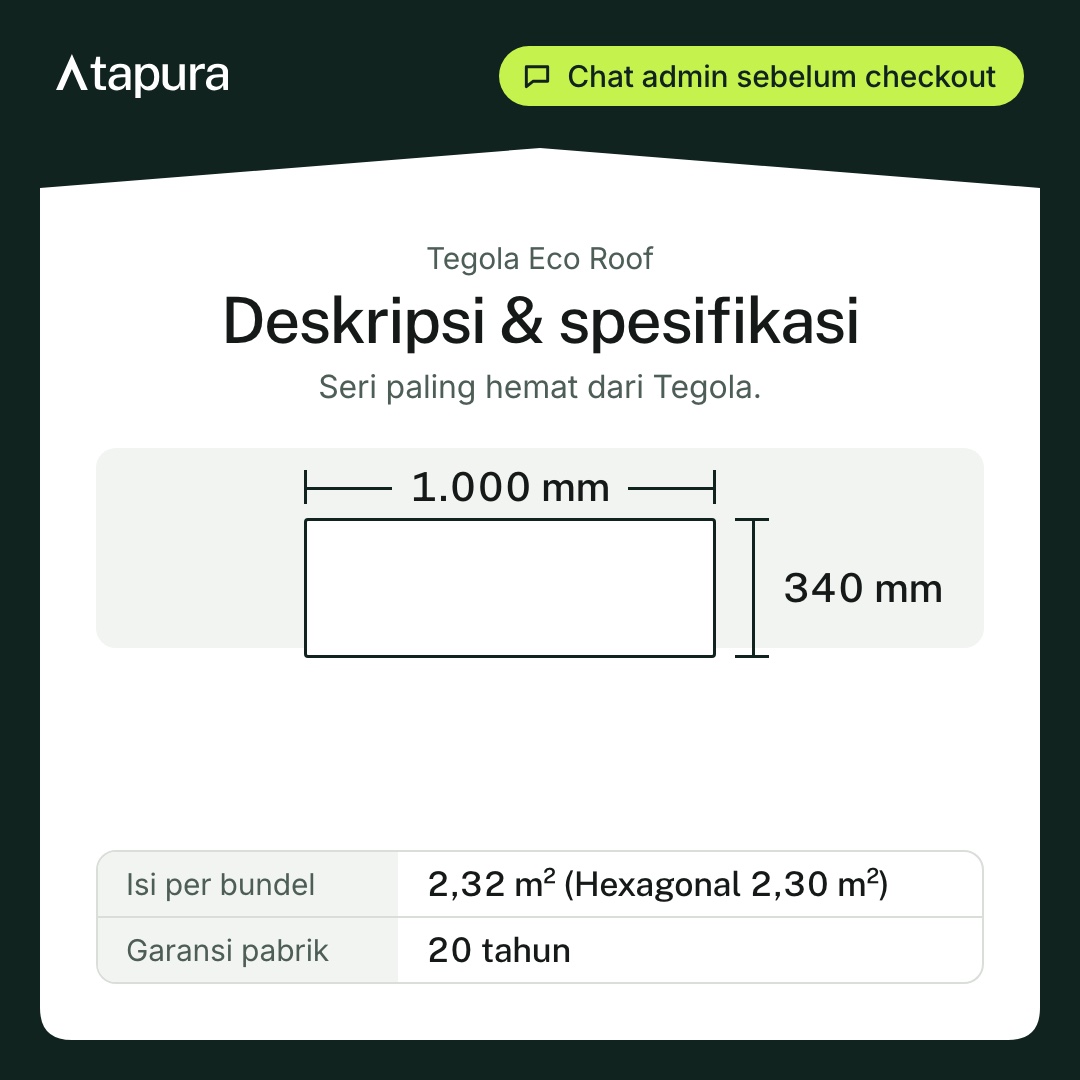 Atapura
Chat admin sebelum checkout
Tegola Eco Roof
Deskripsi & spesifikasi
Seri paling hemat dari Tegola.
1.000 mm
340 mm
Isi per bundel 2,32 m² (Hexagonal 2,30 m²)
Garansi pabrik 20 tahun